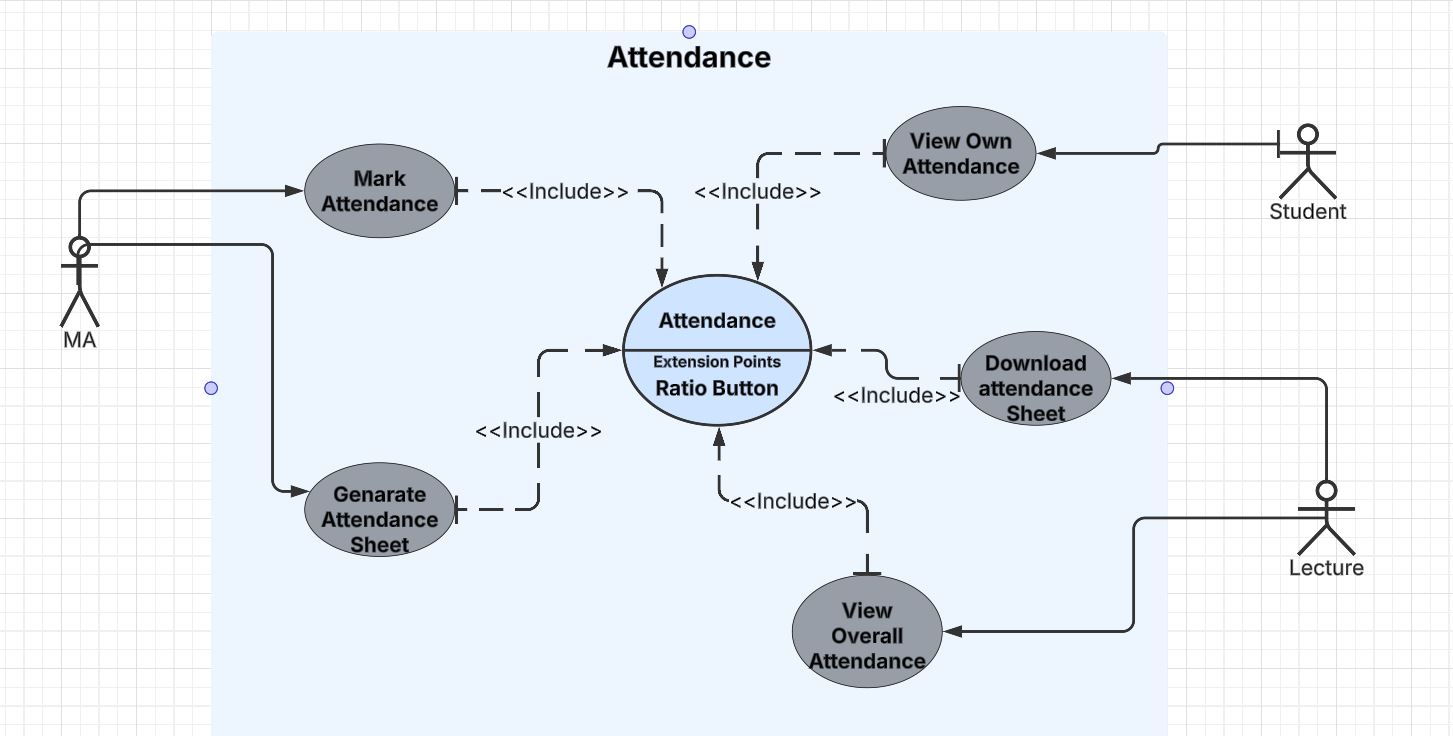 Attendance
View Own
Attendance
Mark
Attendance
<<Include>>
<<Include>>
Student
MA
Attendance
Extension Points
Ratio Button
Download
attendance
Sheet
<<Include>>
<<Include>>
Genarate
Attendance
Sheet
<<Include>>
Lecture
View
Overall
Attendance